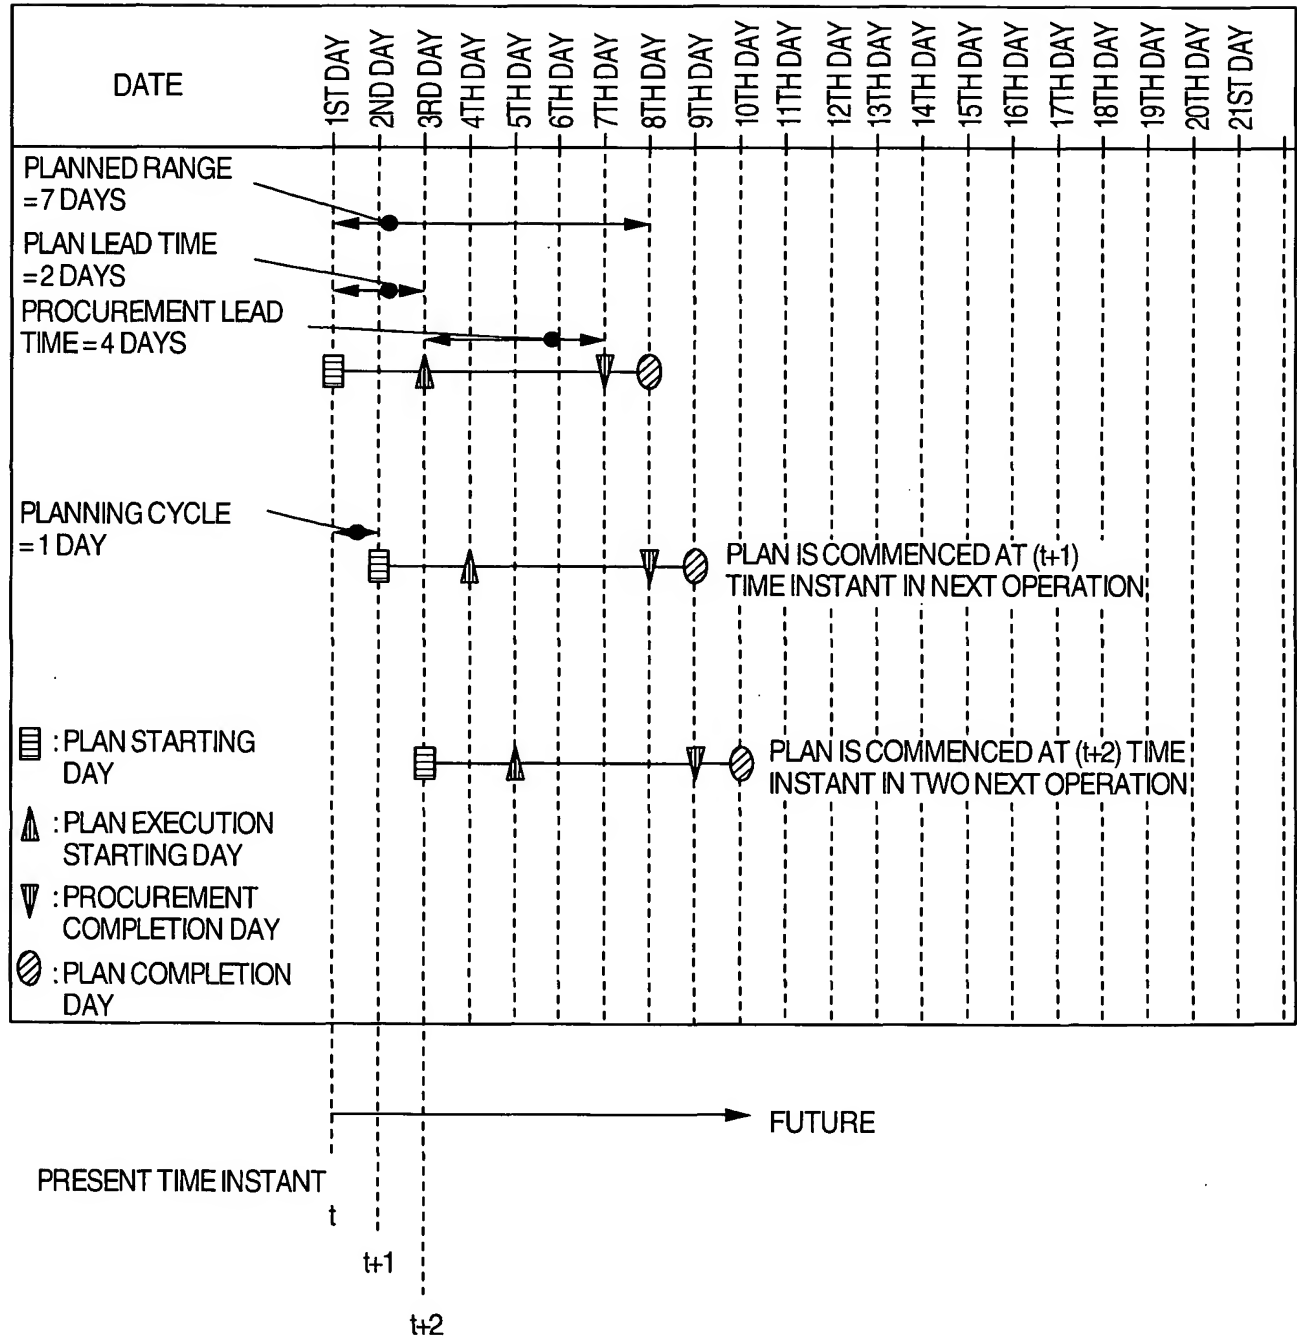 DATE
1ST DAY
2ND DAY
3RD DAY
4TH DAY
5TH DAY
6TH DAY
7TH DAY
8TH DAY
9TH DAY
10TH DAY
11TH DAY
12TH DAY
13TH DAY
14TH DAY
15TH DAY
16TH DAY
17TH DAY
18TH DAY
19TH DAY
20TH DAY
21ST DAY
PLANNED RANGE
=7 DAYS
PLAN LEAD TIME
=2 DAYS
PROCUREMENT LEAD
TIME=4 DAYS
PLANNING CYCLE
=1 DAY
PLAN IS COMMENCED AT (t+1)
TIME INSTANT IN NEXT OPERATION
PLAN IS COMMENCED AT (t+2) TIME
INSTANT IN TWO NEXT OPERATION
: PLAN STARTING
DAY
: PLAN EXECUTION
STARTING DAY
: PROCUREMENT
COMPLETION DAY
: PLAN COMPLETION
DAY
FUTURE
PRESENT TIME INSTANT
t
t+1
t+2